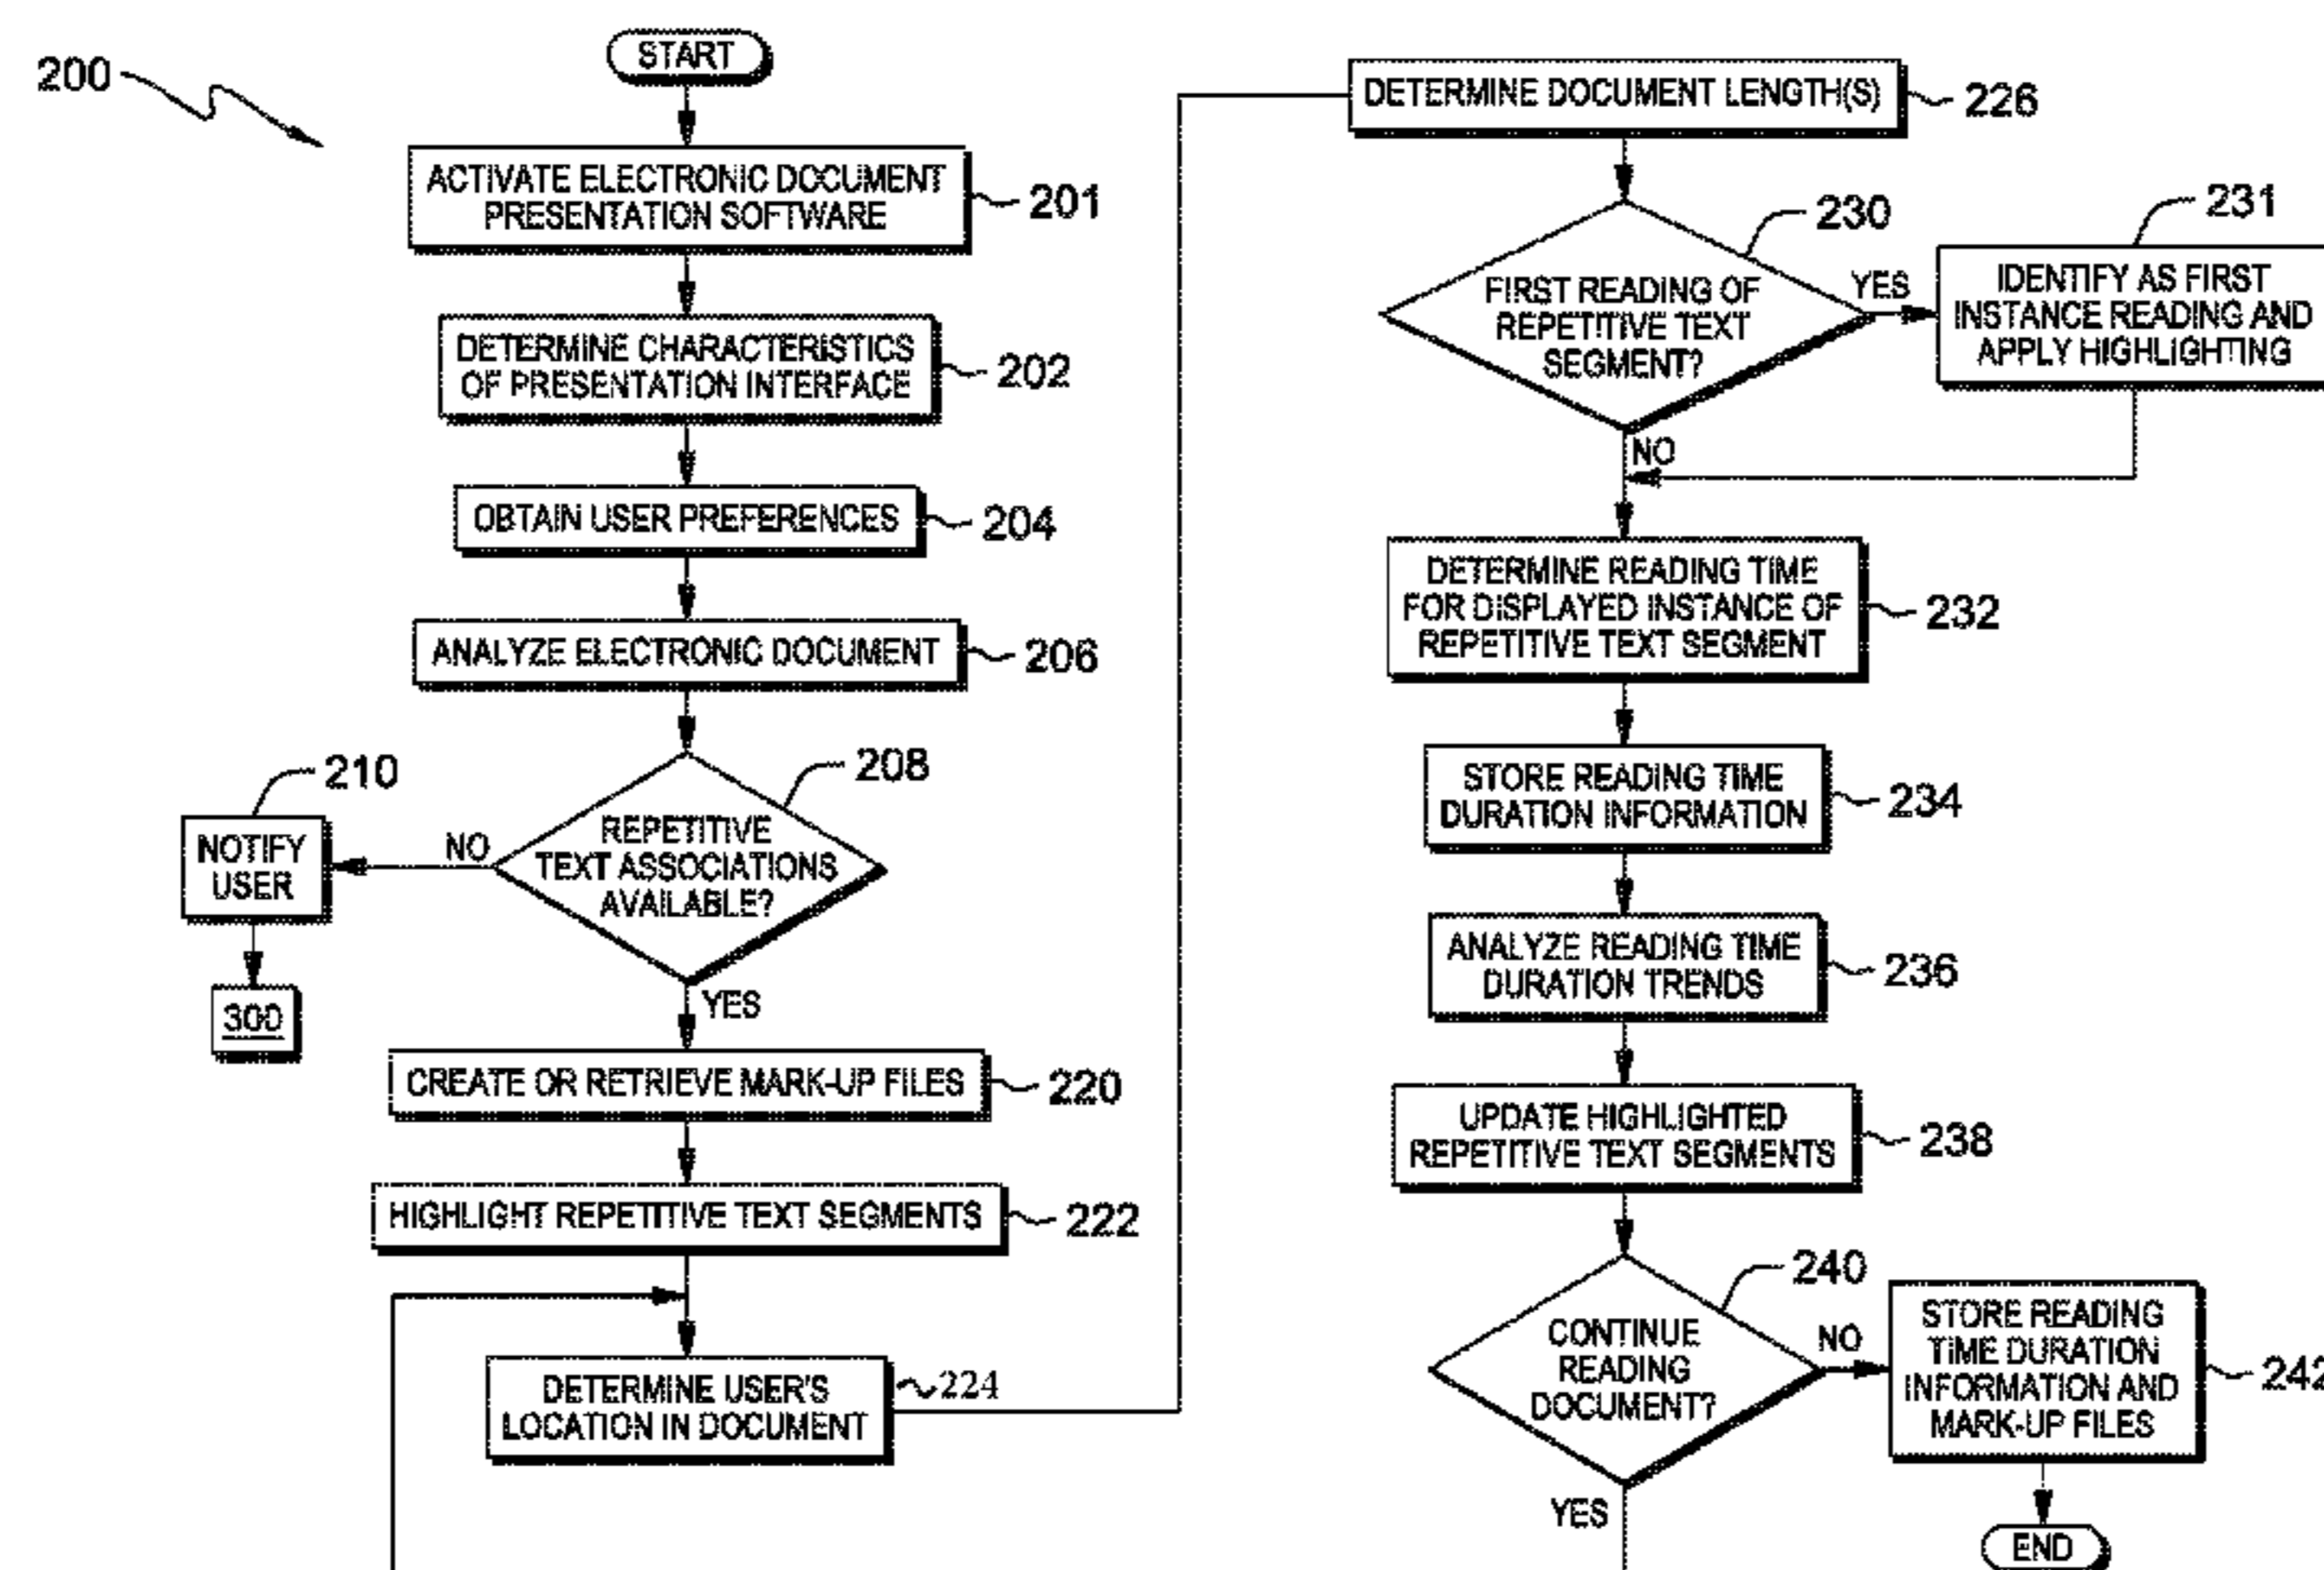 200
START
ACTIVATE ELECTRONIC DOCUMENT
PRESENTATION SOFTWARE
201
DETERMINE CHARACTERISTICS
OF PRESENTATION INTERFACE
202
OBTAIN USER PREFERENCES
204
ANALYZE ELECTRONIC DOCUMENT
206
208
REPETITIVE
TEXT ASSOCIATIONS
AVAILABLE?
NO
210
NOTIFY
USER
300
YES
CREATE OR RETRIEVE MARK-UP FILES
220
HIGHLIGHT REPETITIVE TEXT SEGMENTS
222
DETERMINE USER'S
LOCATION IN DOCUMENT
224
DETERMINE DOCUMENT LENGTH(S)
226
230
FIRST READING OF
REPETITIVE TEXT
SEGMENT?
YES
231
IDENTIFY AS FIRST
INSTANCE READING AND
APPLY HIGHLIGHTING
NO
DETERMINE READING TIME
FOR DISPLAYED INSTANCE OF
REPETITIVE TEXT SEGMENT
232
STORE READING TIME
DURATION INFORMATION
234
ANALYZE READING TIME
DURATION TRENDS
236
UPDATE HIGHLIGHTED
REPETITIVE TEXT SEGMENTS
238
240
CONTINUE
READING
DOCUMENT?
NO
STORE READING
TIME DURATION
INFORMATION AND
MARK-UP FILES
242
YES
END